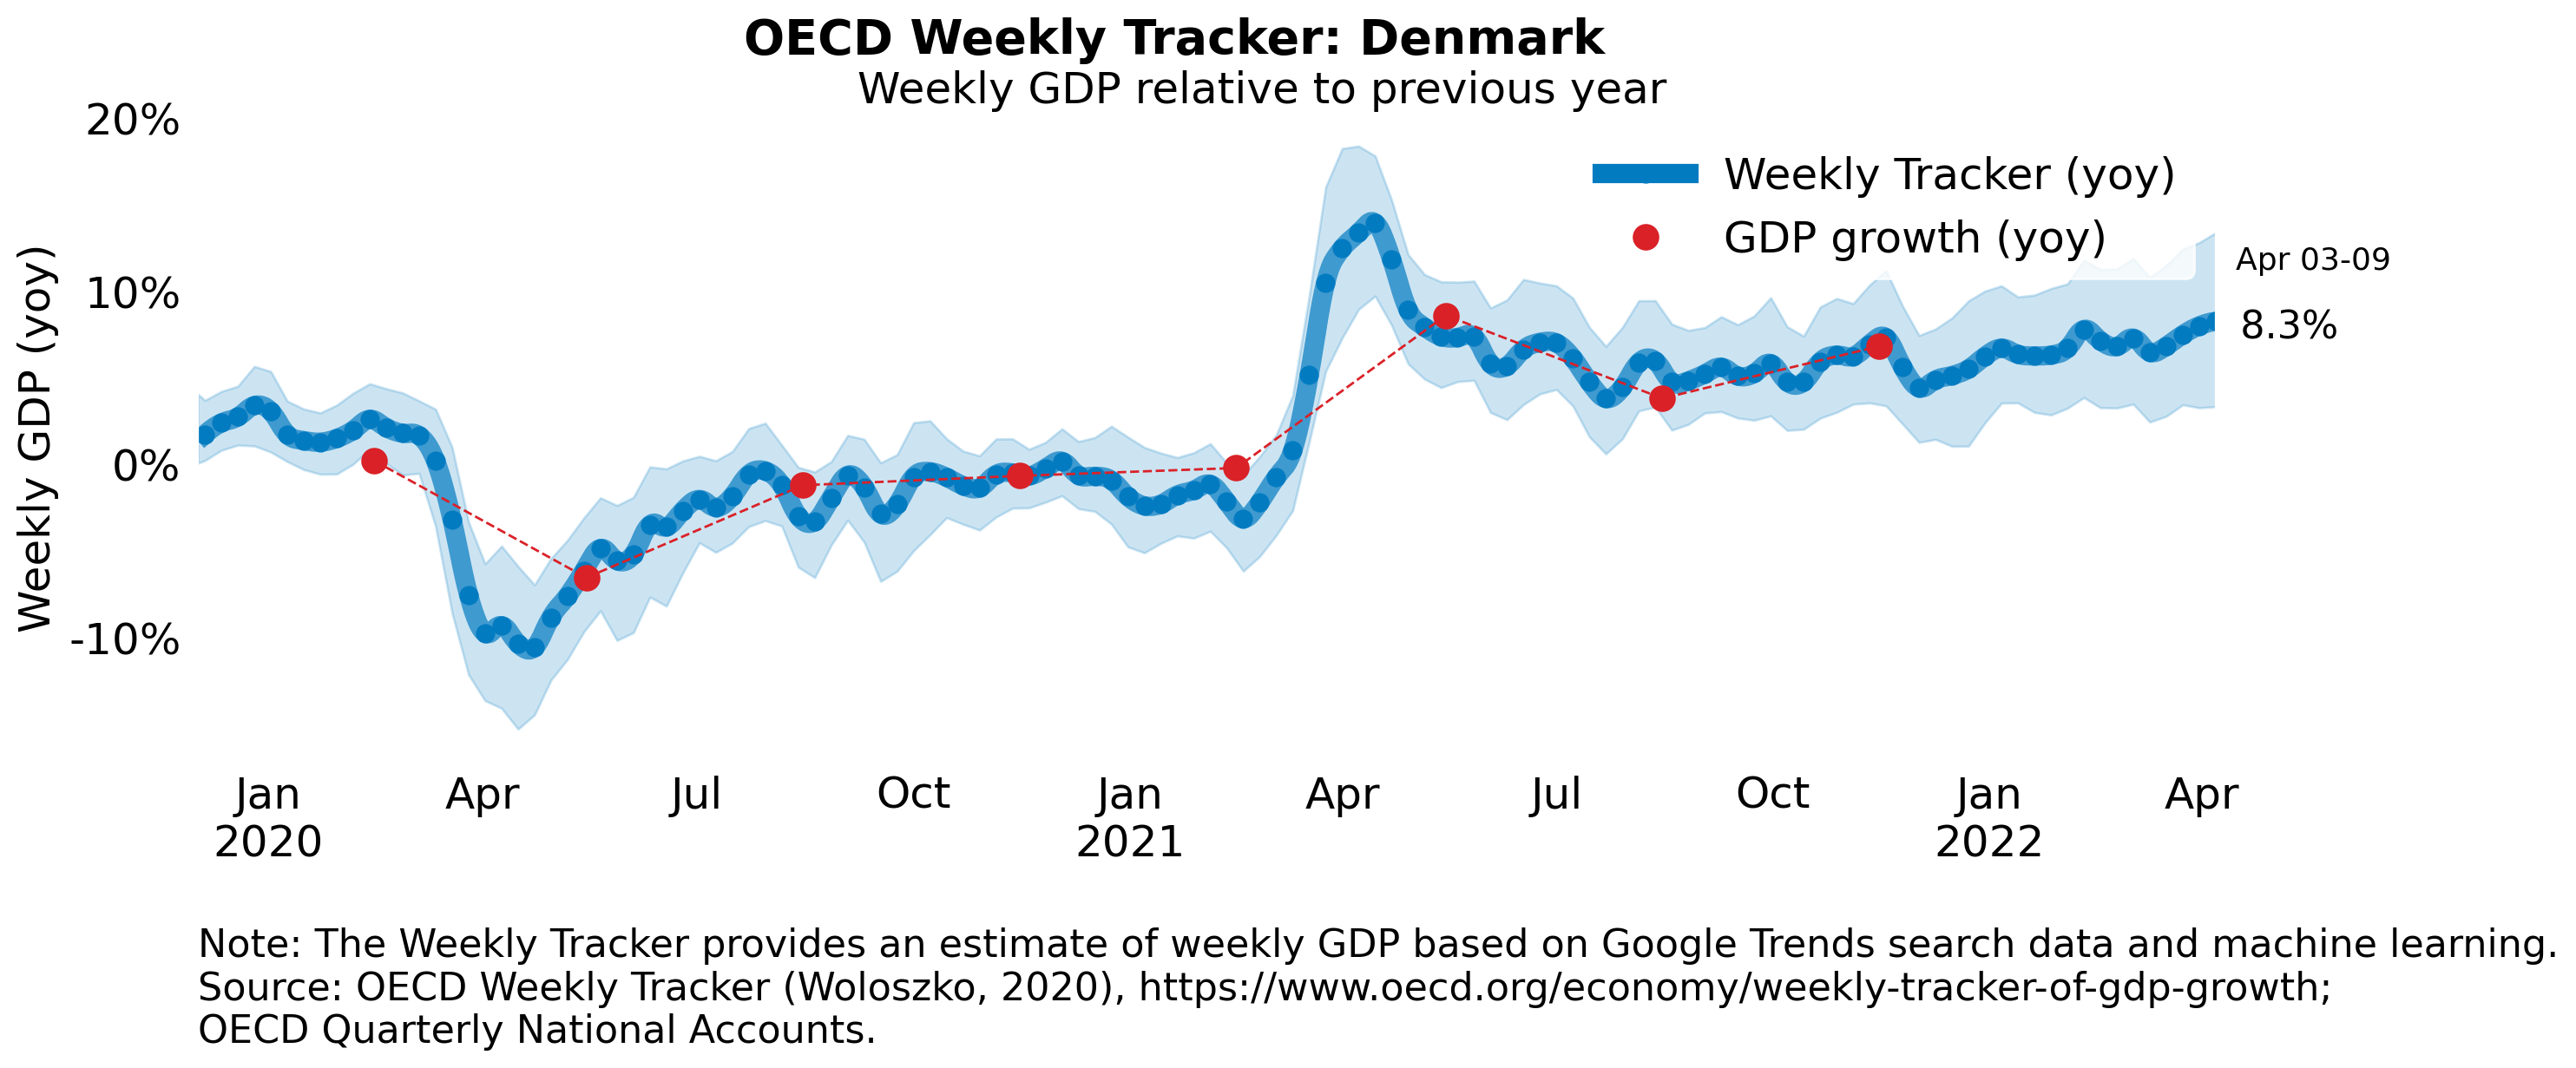 OECD Weekly Tracker: Denmark
Weekly GDP relative to previous year
20%
10%
0%
-10%
Weekly GDP (yoy)
Weekly Tracker (yoy)
GDP growth (yoy)
Apr 03-09
8.3%
Jan Apr Jul Oct Jan Apr Jul Oct Jan Apr
2020 2021 2022
Note: The Weekly Tracker provides an estimate of weekly GDP based on Google Trends search data and machine learning.
Source: OECD Weekly Tracker (Woloszko, 2020), https://www.oecd.org/economy/weekly-tracker-of-gdp-growth;
OECD Quarterly National Accounts.